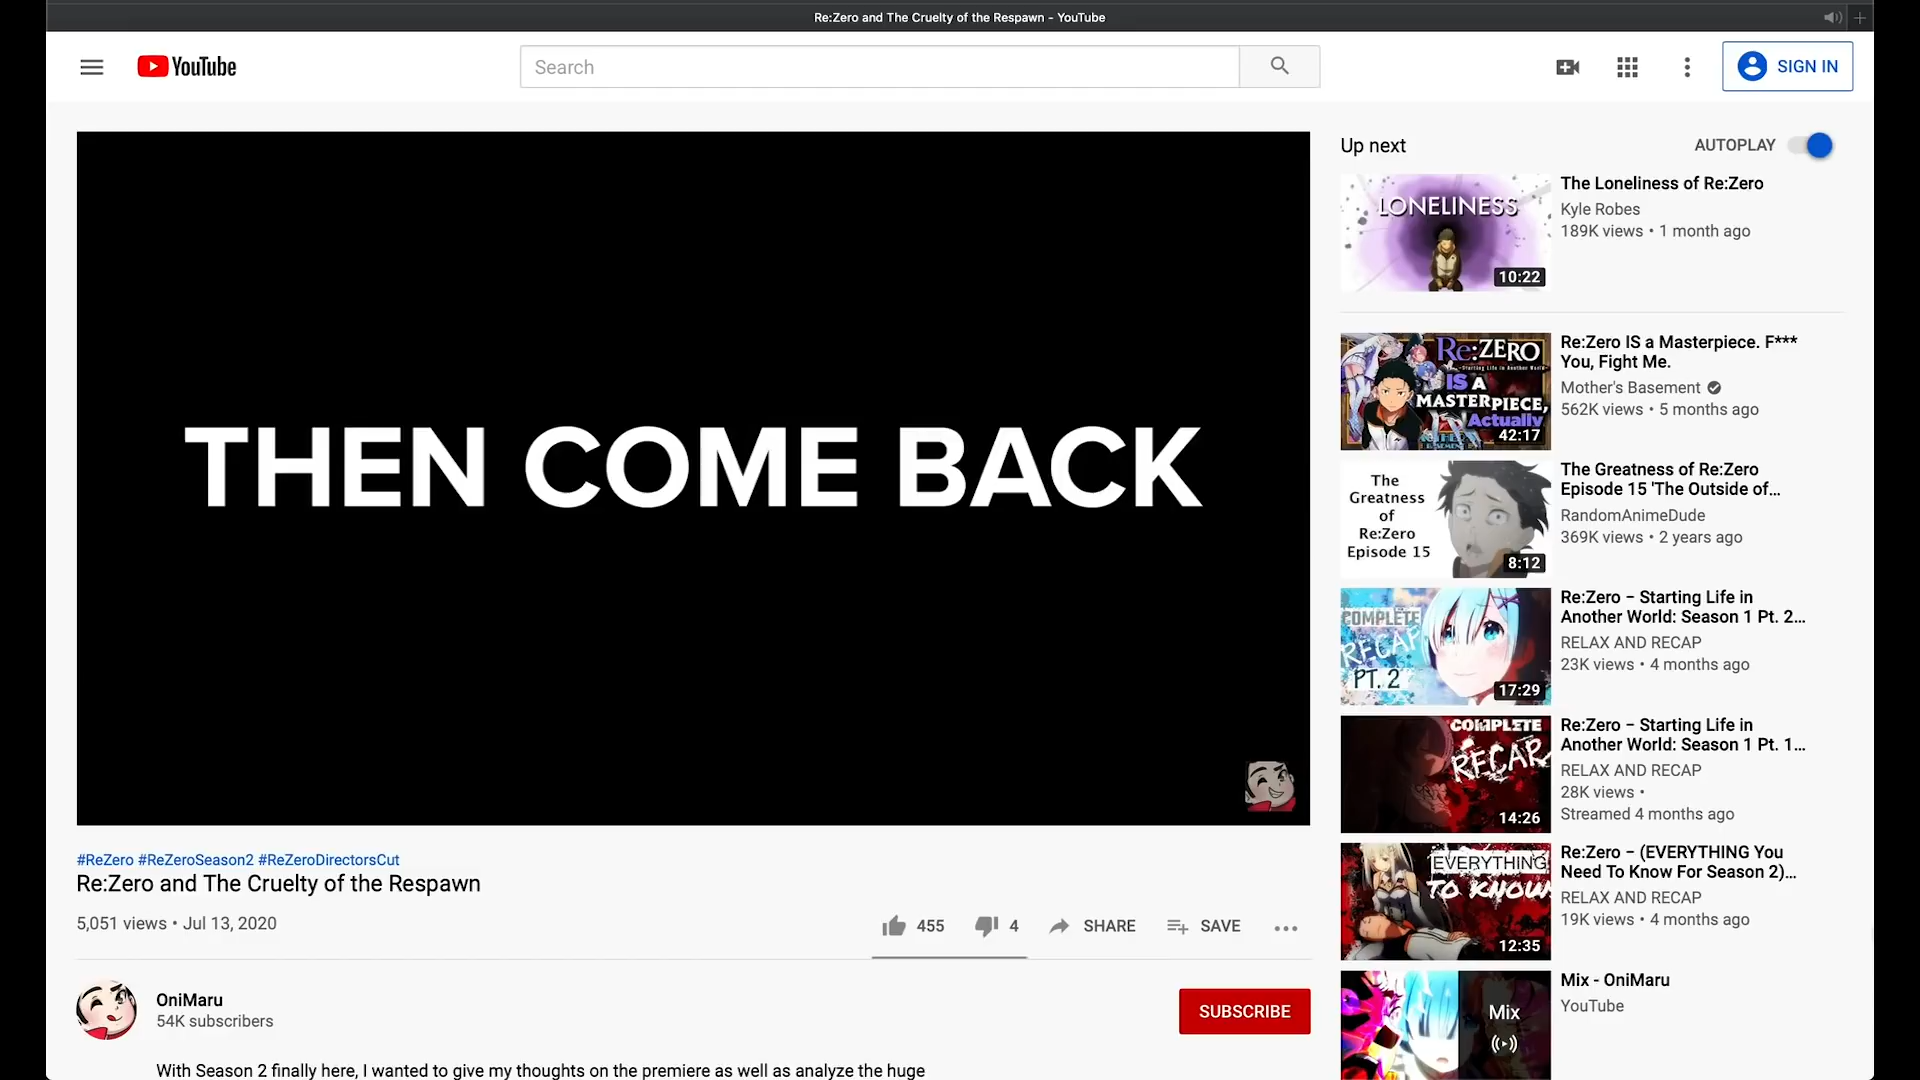 Re:Zero and The Cruelty of the Respawn - YouTube
YouTube
Search
SIGN IN
THEN COME BACK
#ReZero #ReZeroSeason2 #ReZeroDirectorsCut
Re:Zero and The Cruelty of the Respawn
5,051 views • Jul 13, 2020
455
4
SHARE
SAVE
OniMaru
54K subscribers
SUBSCRIBE
With Season 2 finally here, I wanted to give my thoughts on the premiere as well as analyze the huge
Up next
AUTOPLAY
LONELINESS
10:22
The Loneliness of Re:Zero
Kyle Robes
189K views • 1 month ago
Re:ZERO
-Starting Life in Another World-
IS A
MASTERPIECE,
Actually
MOTHER'S
BASEMENT
42:17
Re:Zero IS a Masterpiece. F***
You, Fight Me.
Mother's Basement
562K views • 5 months ago
The
Greatness
of
Re:Zero
Episode 15
8:12
The Greatness of Re:Zero
Episode 15 'The Outside of...
RandomAnimeDude
369K views • 2 years ago
COMPLETE
RECAP
PT. 2
17:29
Re:Zero – Starting Life in
Another World: Season 1 Pt. 2...
RELAX AND RECAP
23K views • 4 months ago
COMPLETE
RECAP
14:26
Re:Zero – Starting Life in
Another World: Season 1 Pt. 1...
RELAX AND RECAP
28K views •
Streamed 4 months ago
EVERYTHING
TO KNOW
12:35
Re:Zero – (EVERYTHING You
Need To Know For Season 2)...
RELAX AND RECAP
19K views • 4 months ago
Mix
Mix - OniMaru
YouTube